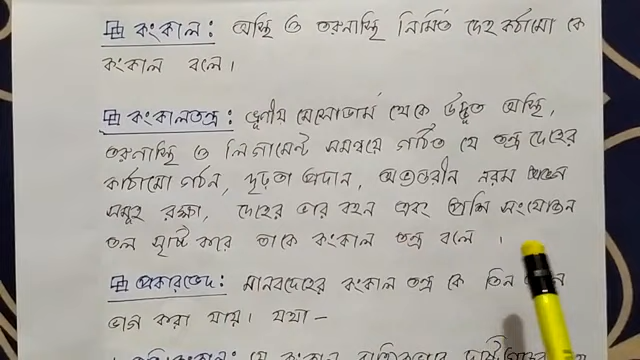 কংকাল: অস্থি ও তরুনাস্থি নির্মিত দেহ কাঠামো কে
কংকাল বলে।
কংকালতন্ত্র: ভ্রূনীয় মেসোডার্ম থেকে উদ্ভূত অস্থি,
তরুনাস্থি ও লিগামেন্ট সমন্বয়ে গঠিত যে তন্ত্র দেহের
কাঠামো গঠন, দৃঢ়তা প্রদান, অভ্যন্তরীন নরম অঙ্গ
সমূহ রক্ষা, দেহের ভার বহন এবং পেশি সংযোজন
তল সৃষ্টি করে তাকে কংকাল তন্ত্র বলে।
প্রকারভেদ: মানবদেহের কংকাল তন্ত্র কে তিন
ভাগ করা যায়। যথা –
যে কংকাল